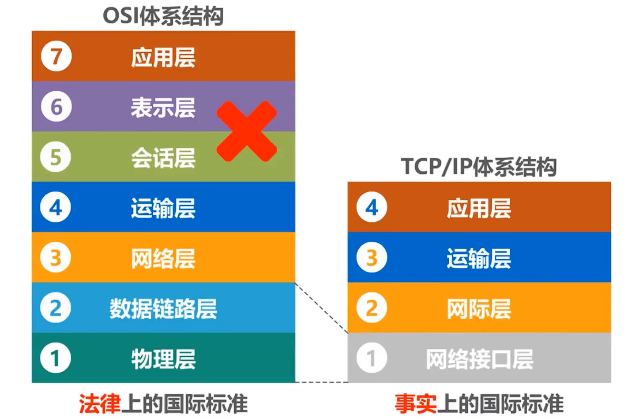 OSI体系结构
7 应用层
6 表示层
5 会话层
4 运输层
3 网络层
2 数据链路层
1 物理层
法律上的国际标准
TCP/IP体系结构
4 应用层
3 运输层
2 网际层
1 网络接口层
事实上的国际标准